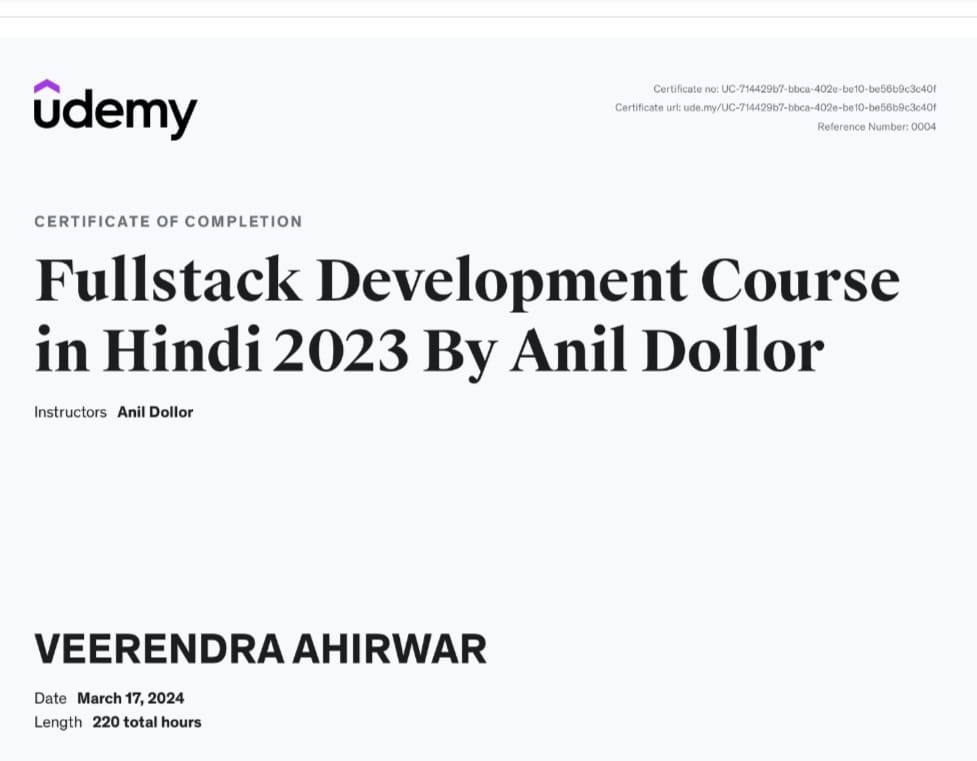 udemy
Certificate no: UC-714429b7-bbca-402e-be10-be56b9c3c40f
Certificate url: ude.my/UC-714429b7-bbca-402e-be10-be56b9c3c40f
Reference Number: 0004
CERTIFICATE OF COMPLETION
Fullstack Development Course
in Hindi 2023 By Anil Dollor
Instructors Anil Dollor
VEERENDRA AHIRWAR
Date March 17, 2024
Length 220 total hours